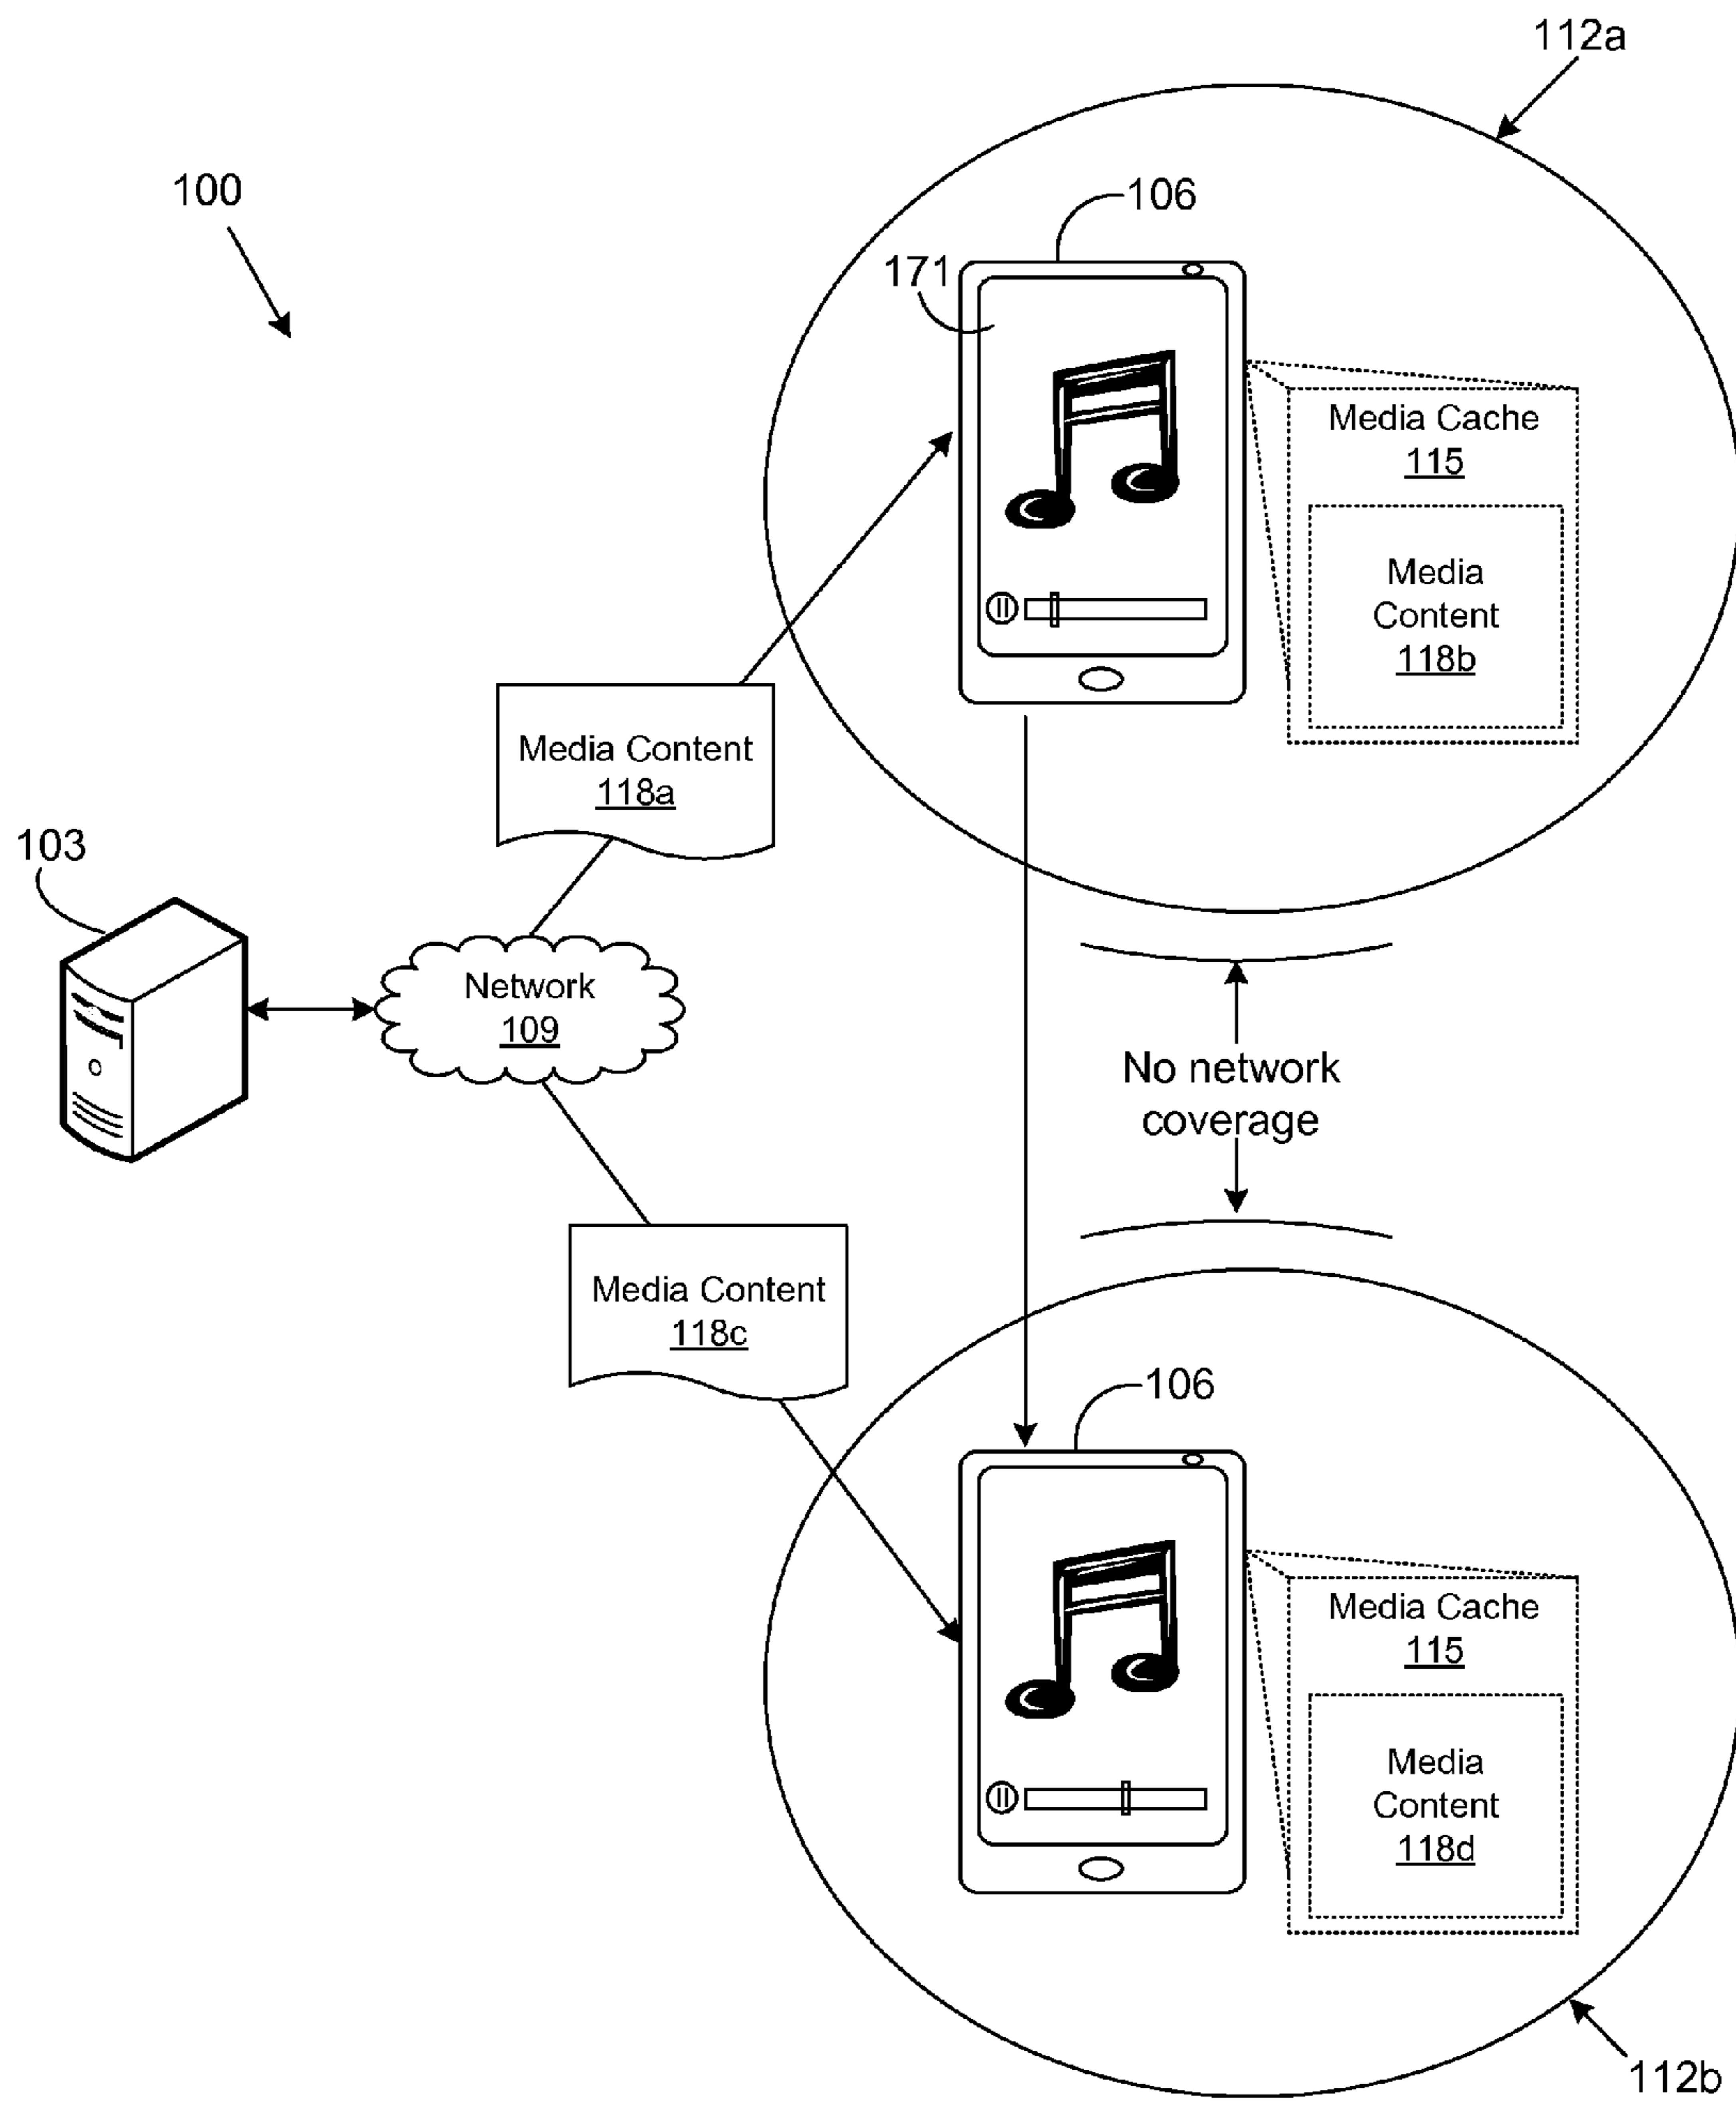 112a
100
106
171
Media Cache
115
Media
Content
118b
Media Content
118a
103
Network
109
No network
coverage
Media Content
118c
106
Media Cache
115
Media
Content
118d
112b